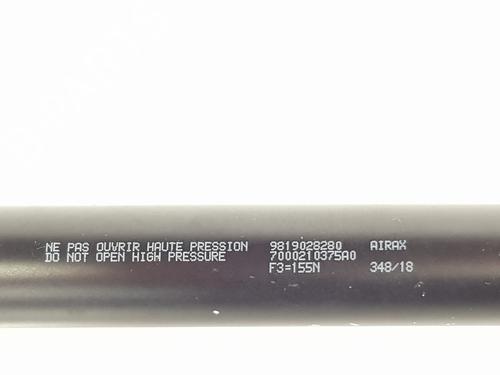 NE PAS OUVRIR HAUTE PRESSION 9819028280 AIRAX
DO NOT OPEN HIGH PRESSURE 7000210375A0
F3=155N 348/18